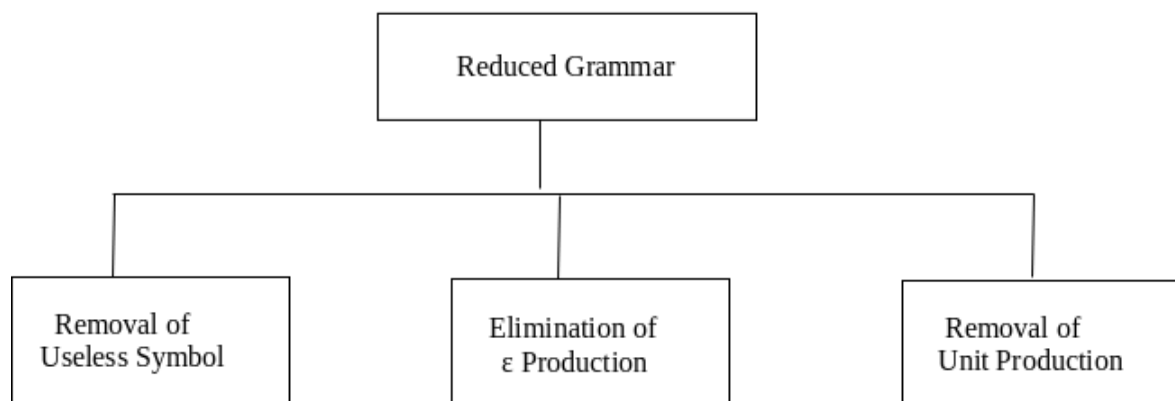 Reduced Grammar
Removal of
Useless Symbol
Elimination of
ε Production
Removal of
Unit Production